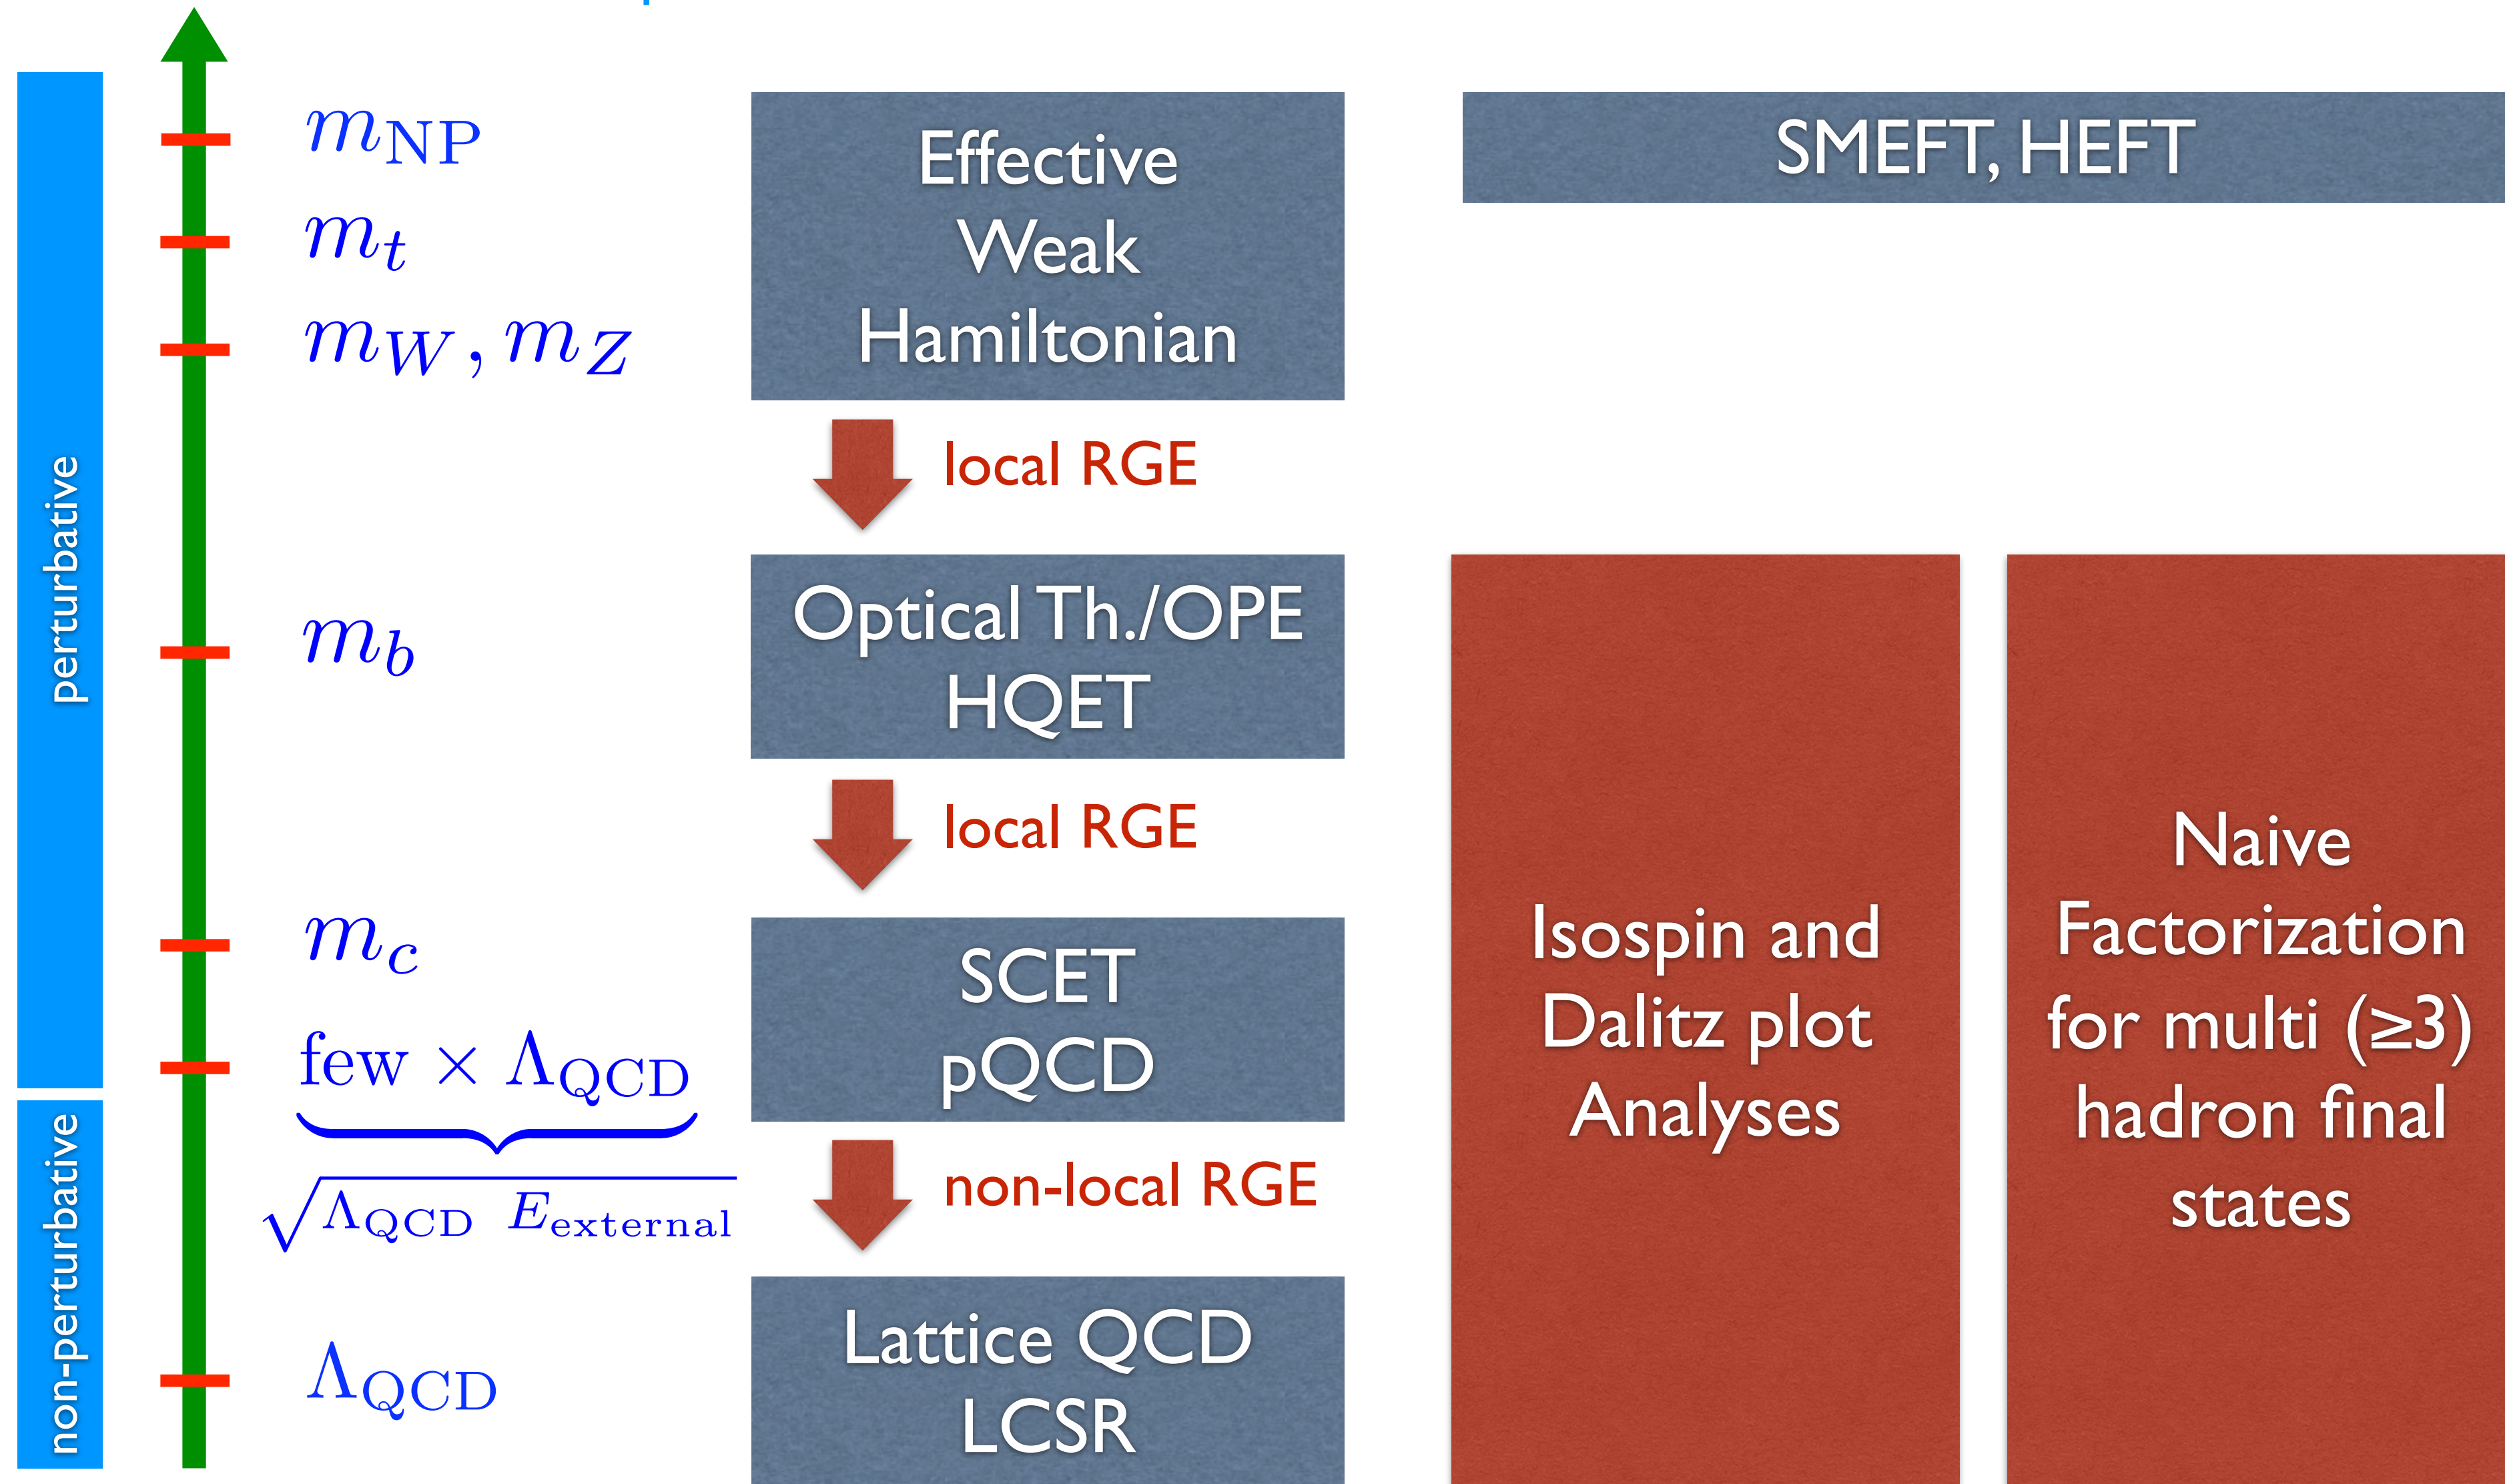 perturbative
non-perturbative
m_NP
m_t
m_W, m_Z
m_b
m_c
few × Λ_QCD
√Λ_QCD E_external
Λ_QCD
Effective
Weak
Hamiltonian
local RGE
Optical Th./OPE
HQET
local RGE
SCET
pQCD
non-local RGE
Lattice QCD
LCSR
SMEFT, HEFT
Isospin and
Dalitz plot
Analyses
Naive
Factorization
for multi (≥3)
hadron final
states